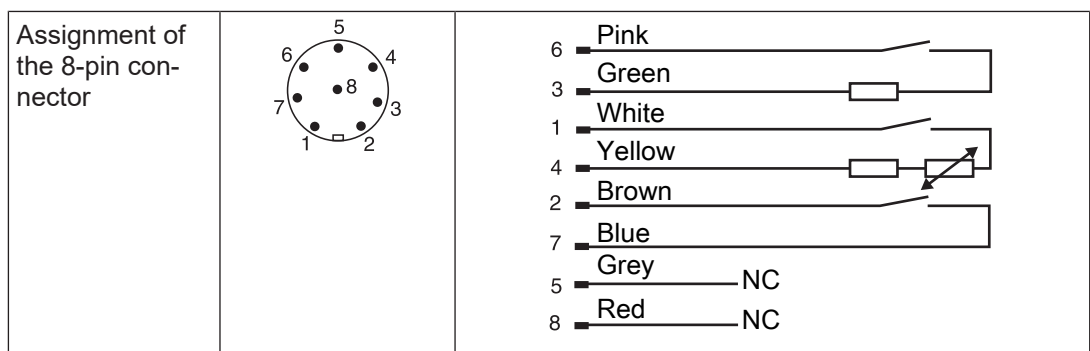 Assignment of
the 8-pin con-
nector
5
6
4
8
7
3
1
2
6 Pink
3 Green
1 White
4 Yellow
2 Brown
7 Blue
5 Grey NC
8 Red NC